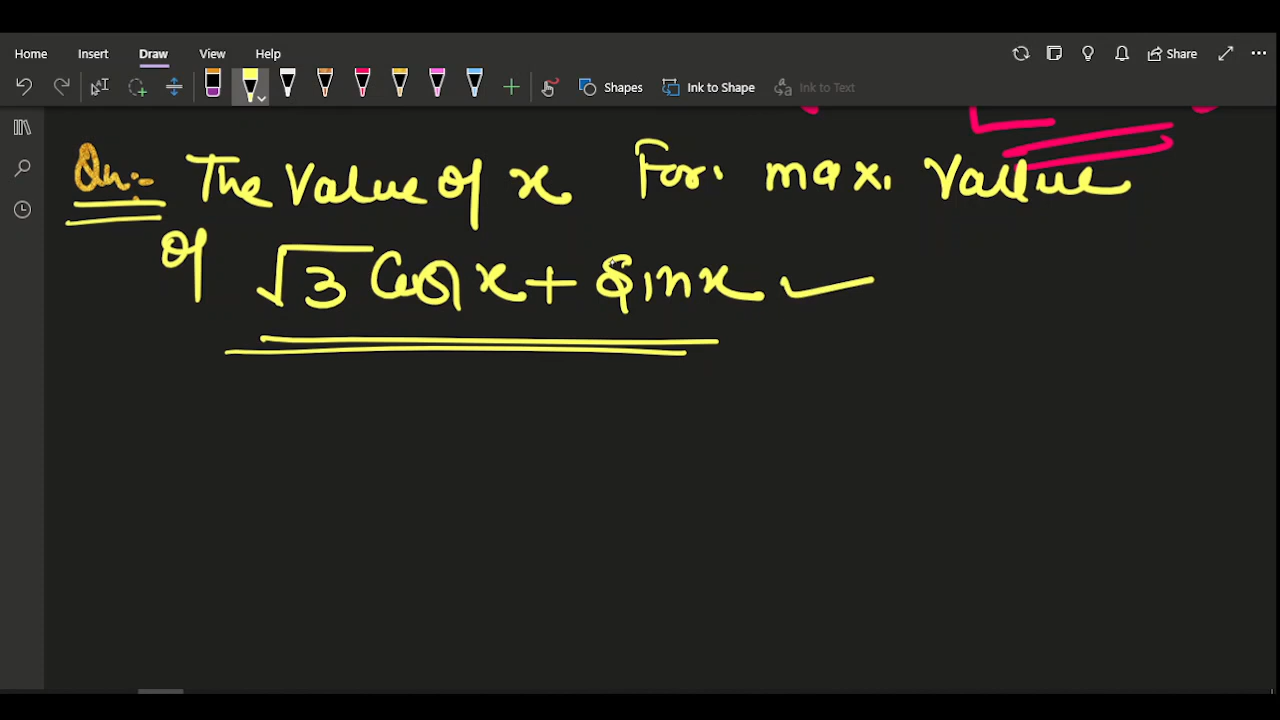 Home Insert Draw View Help Share
Shapes Ink to Shape Ink to Text
Qn:- The Value of x For max. Value
of √3 Cos x + Sinx